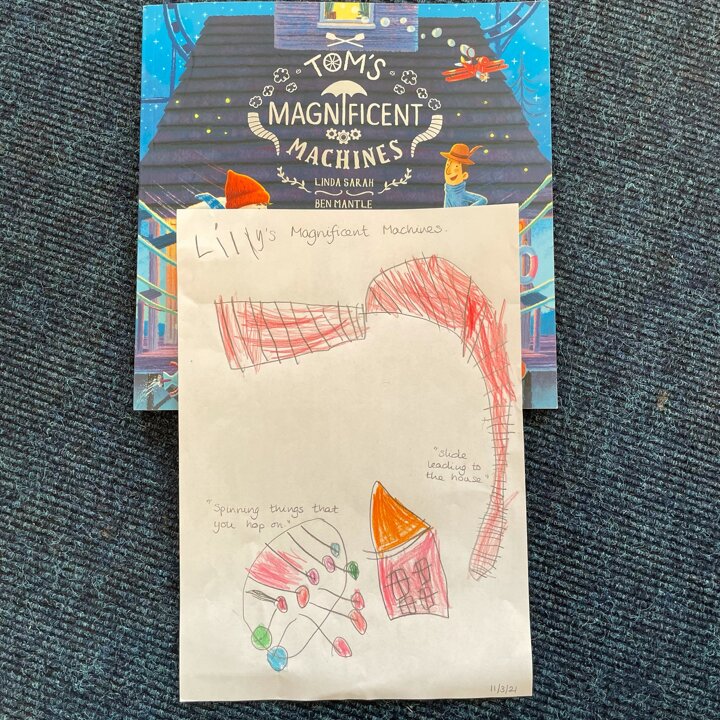 TOM'S
MAGNIFICENT
MACHINES
LINDA SARAH
BEN MANTLE
Lilly's Magnificent Machines.
"slide
leading to
the house"
"Spinning things that
you hop on."
11/3/21